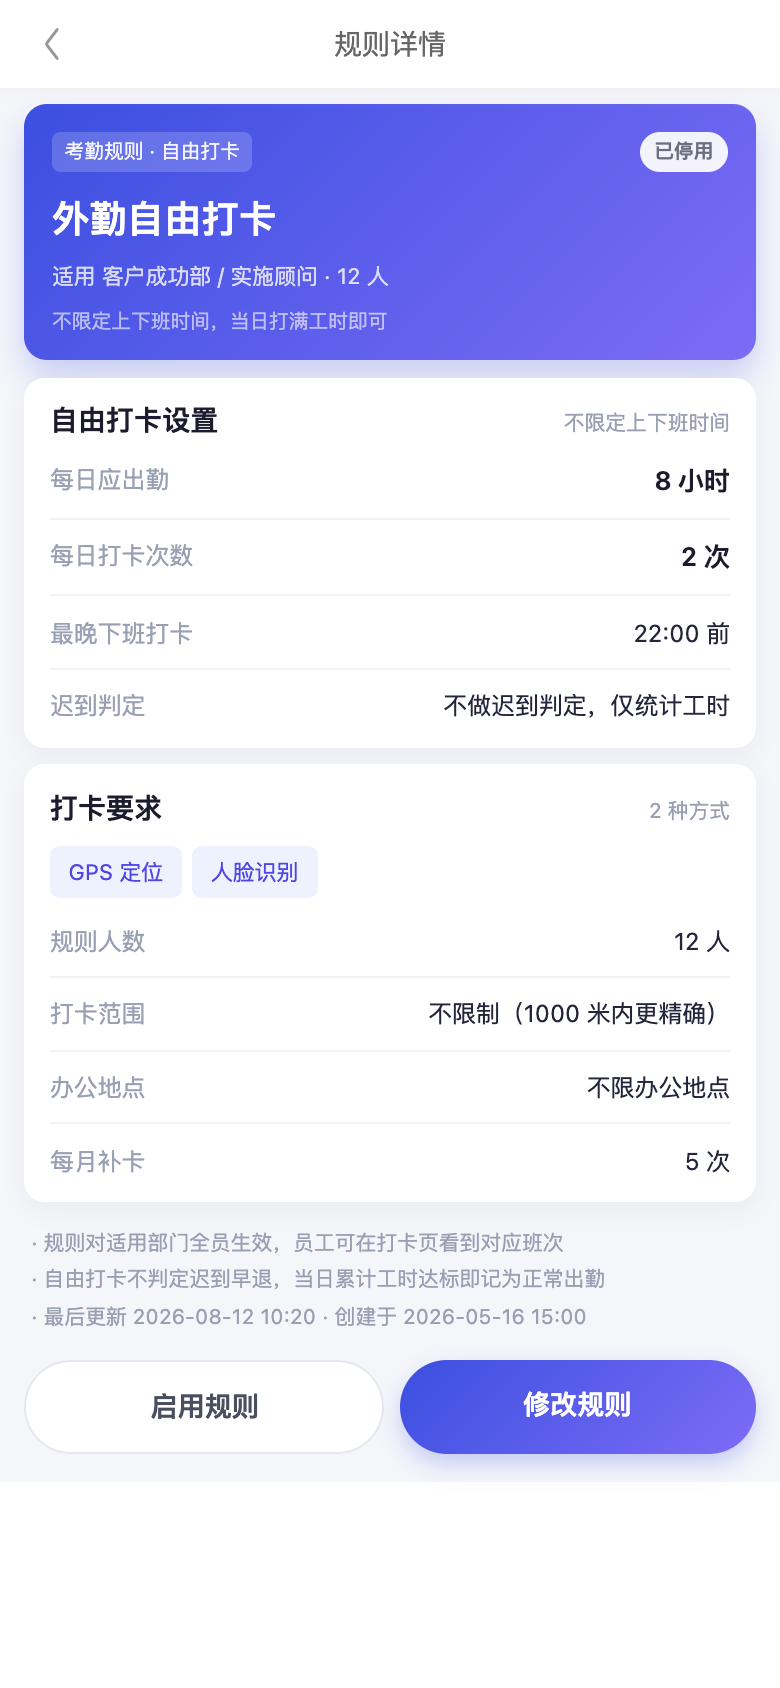 规则详情
考勤规则 · 自由打卡
已停用
外勤自由打卡
适用 客户成功部 / 实施顾问 · 12 人
不限定上下班时间，当日打满工时即可
自由打卡设置
不限定上下班时间
每日应出勤
8 小时
每日打卡次数
2 次
最晚下班打卡
22:00 前
迟到判定
不做迟到判定，仅统计工时
打卡要求
2 种方式
GPS 定位
人脸识别
规则人数
12 人
打卡范围
不限制（1000 米内更精确）
办公地点
不限办公地点
每月补卡
5 次
· 规则对适用部门全员生效，员工可在打卡页看到对应班次
· 自由打卡不判定迟到早退，当日累计工时达标即记为正常出勤
· 最后更新 2026-08-12 10:20 · 创建于 2026-05-16 15:00
启用规则
修改规则